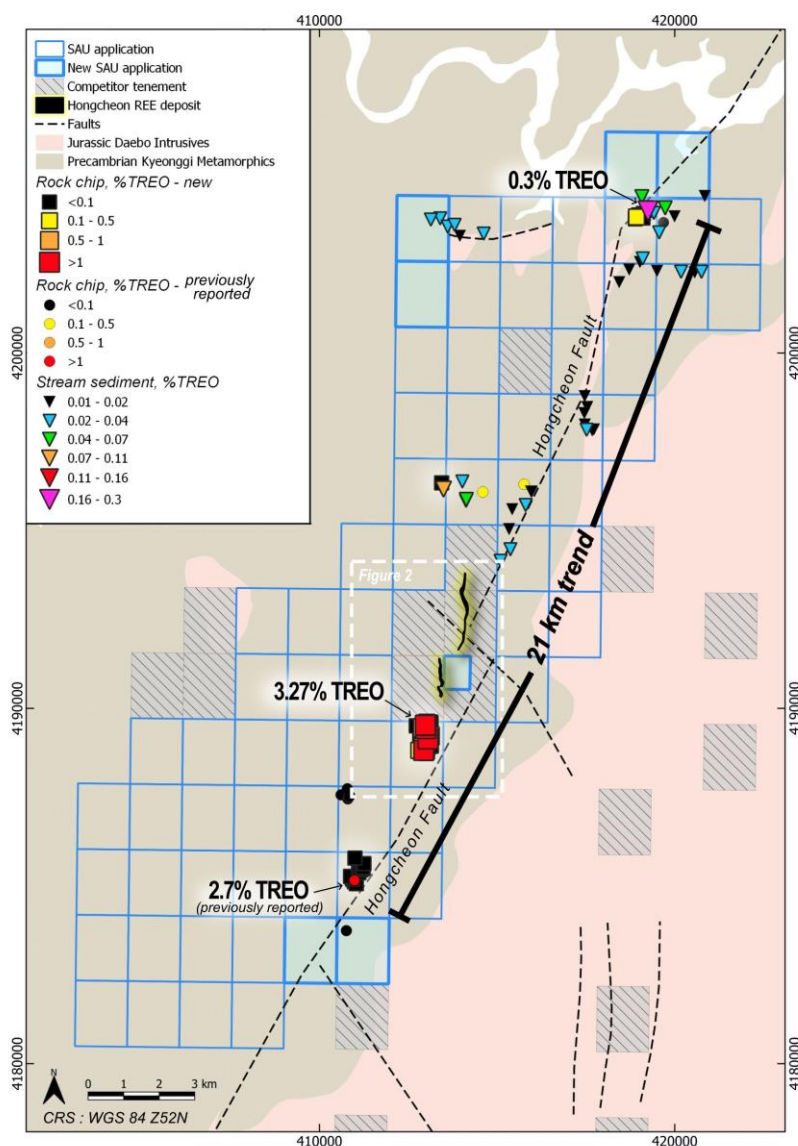 410000
420000
SAU application
New SAU application
Competitor tenement
Hongcheon REE deposit
Faults
Jurassic Daebo Intrusives
Precambrian Kyeonggi Metamorphics
Rock chip, %TREO - new
<0.1
0.1 - 0.5
0.5 - 1
>1
Rock chip, %TREO - previously reported
<0.1
0.1 - 0.5
0.5 - 1
>1
Stream sediment, %TREO
0.01 - 0.02
0.02 - 0.04
0.04 - 0.07
0.07 - 0.11
0.11 - 0.16
0.16 - 0.3
0.3% TREO
4200000
4200000
Hongcheon Fault
21 km trend
Figure 2
3.27% TREO
4190000
4190000
Hongcheon Fault
2.7% TREO
(previously reported)
4180000
4180000
N
0 1 2 3 km
CRS : WGS 84 Z52N
410000
420000